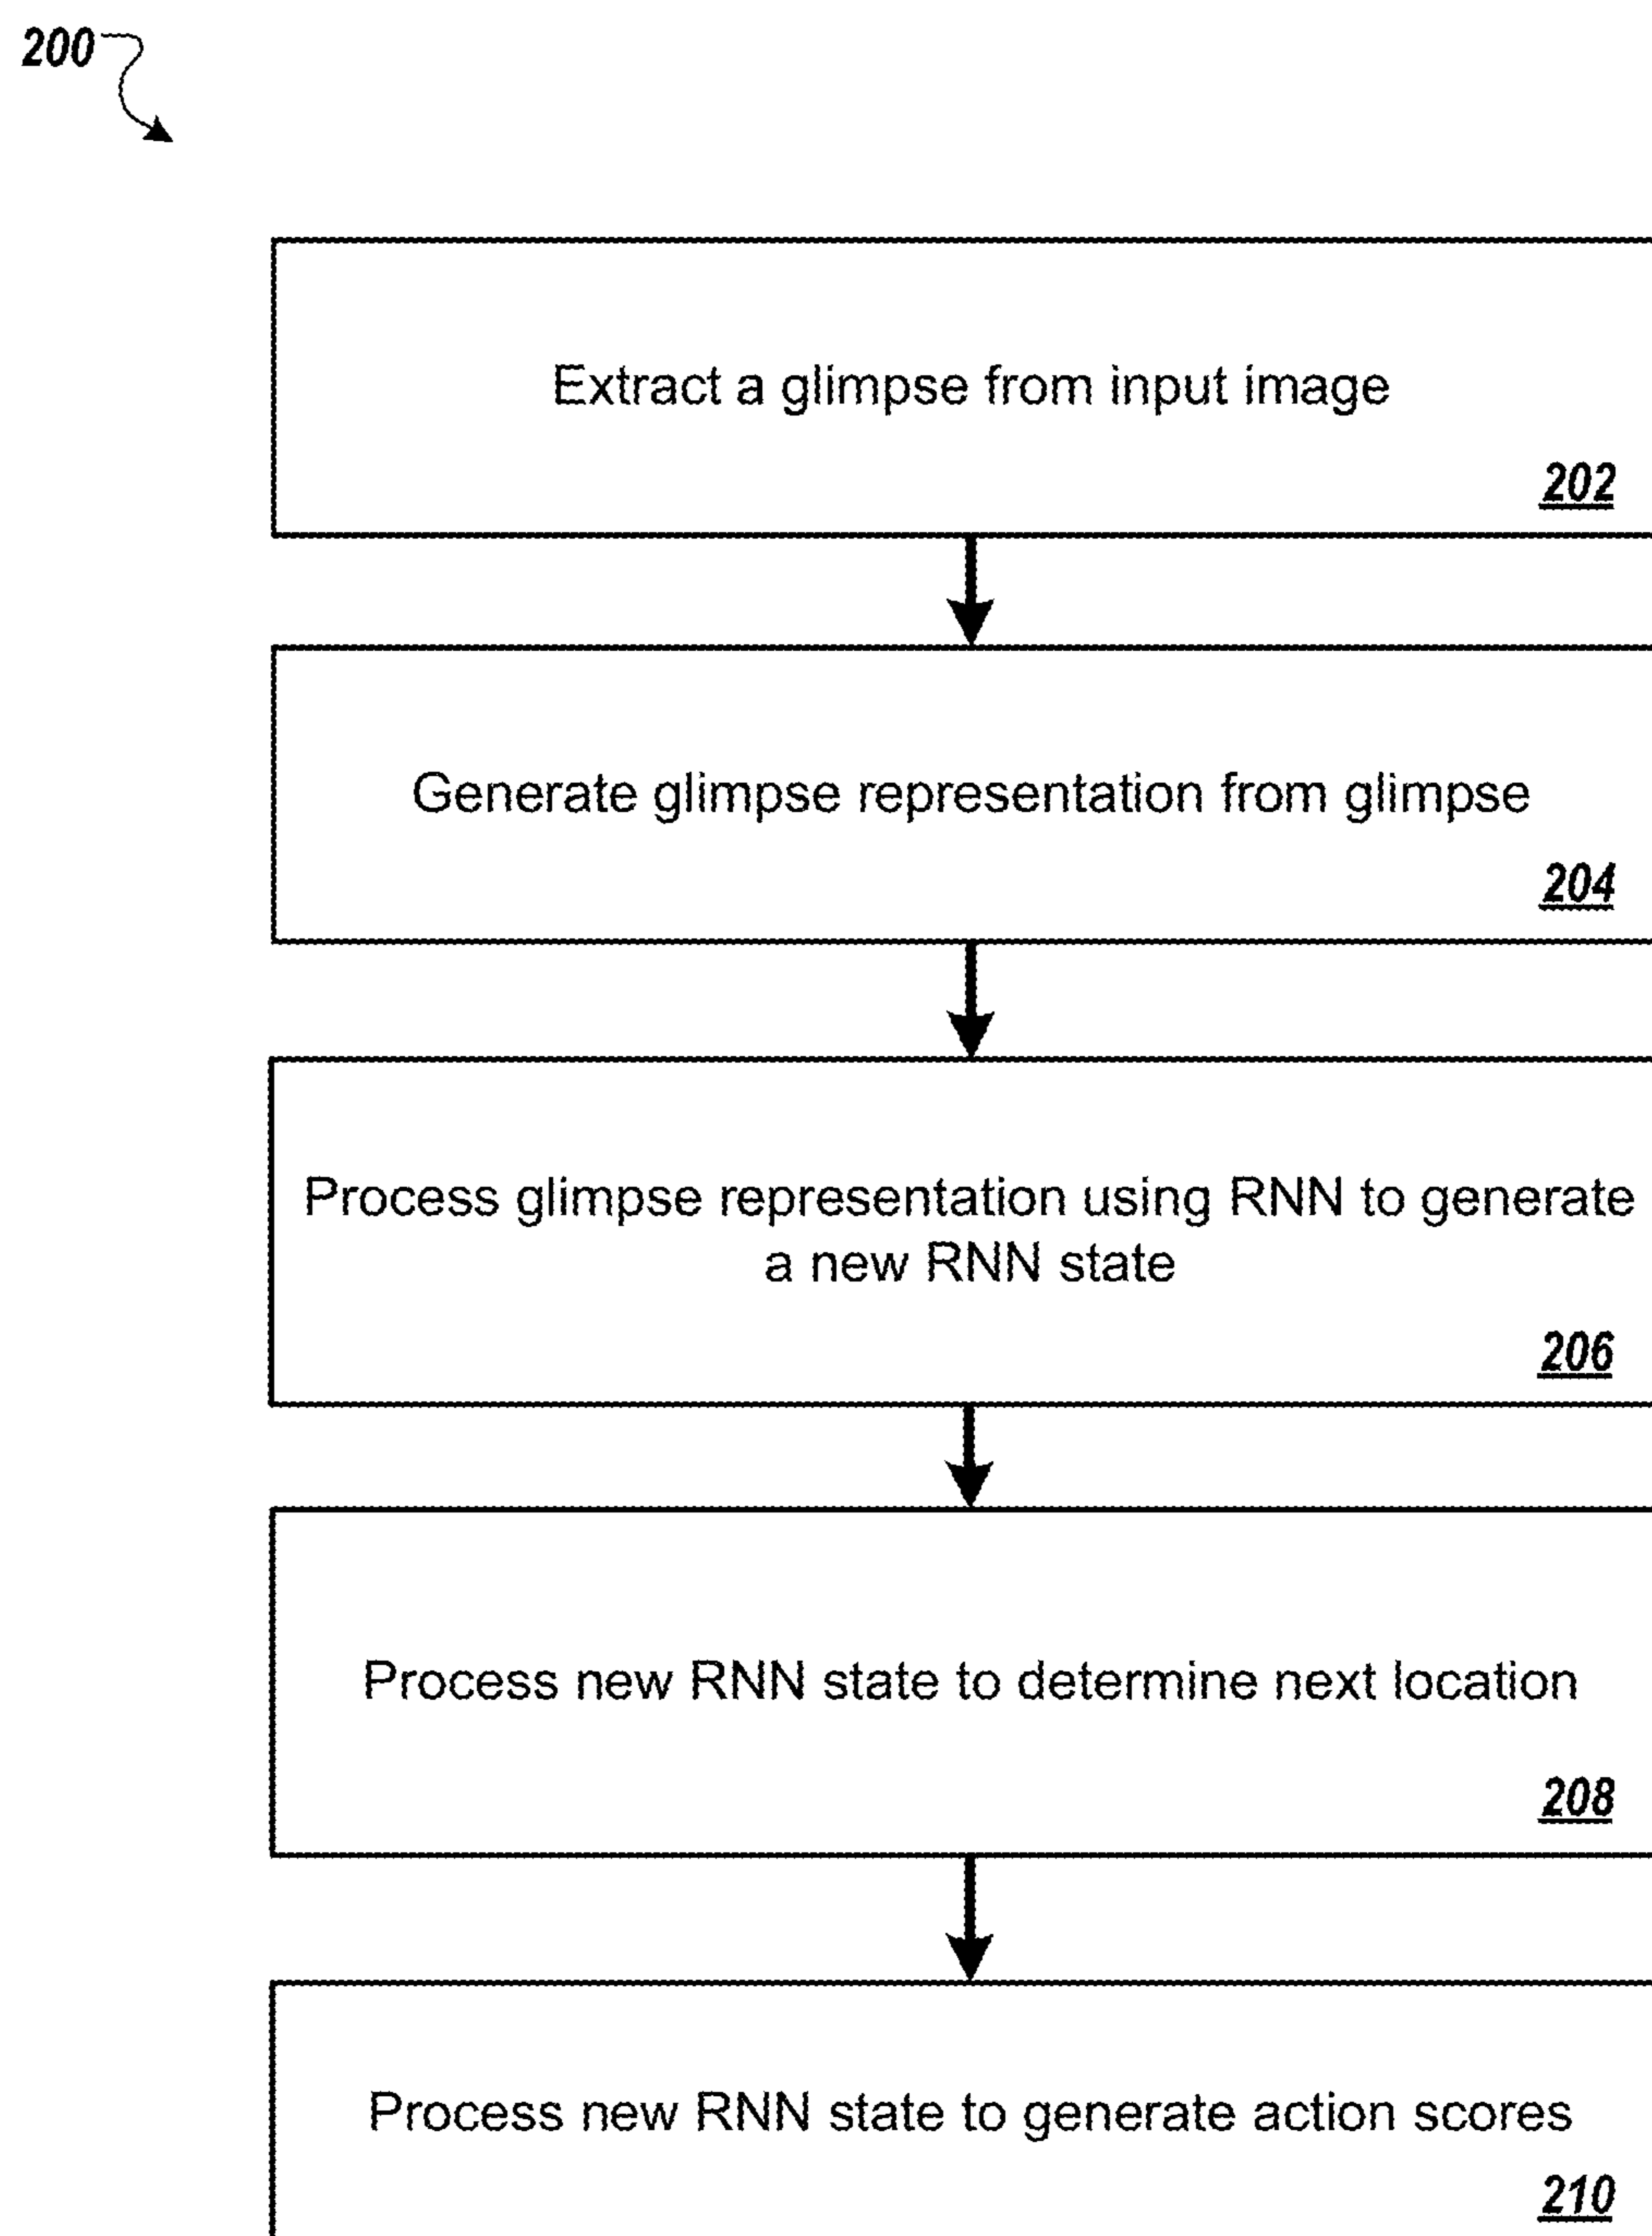 200
Extract a glimpse from input image
202
Generate glimpse representation from glimpse
204
Process glimpse representation using RNN to generate
a new RNN state
206
Process new RNN state to determine next location
208
Process new RNN state to generate action scores
210